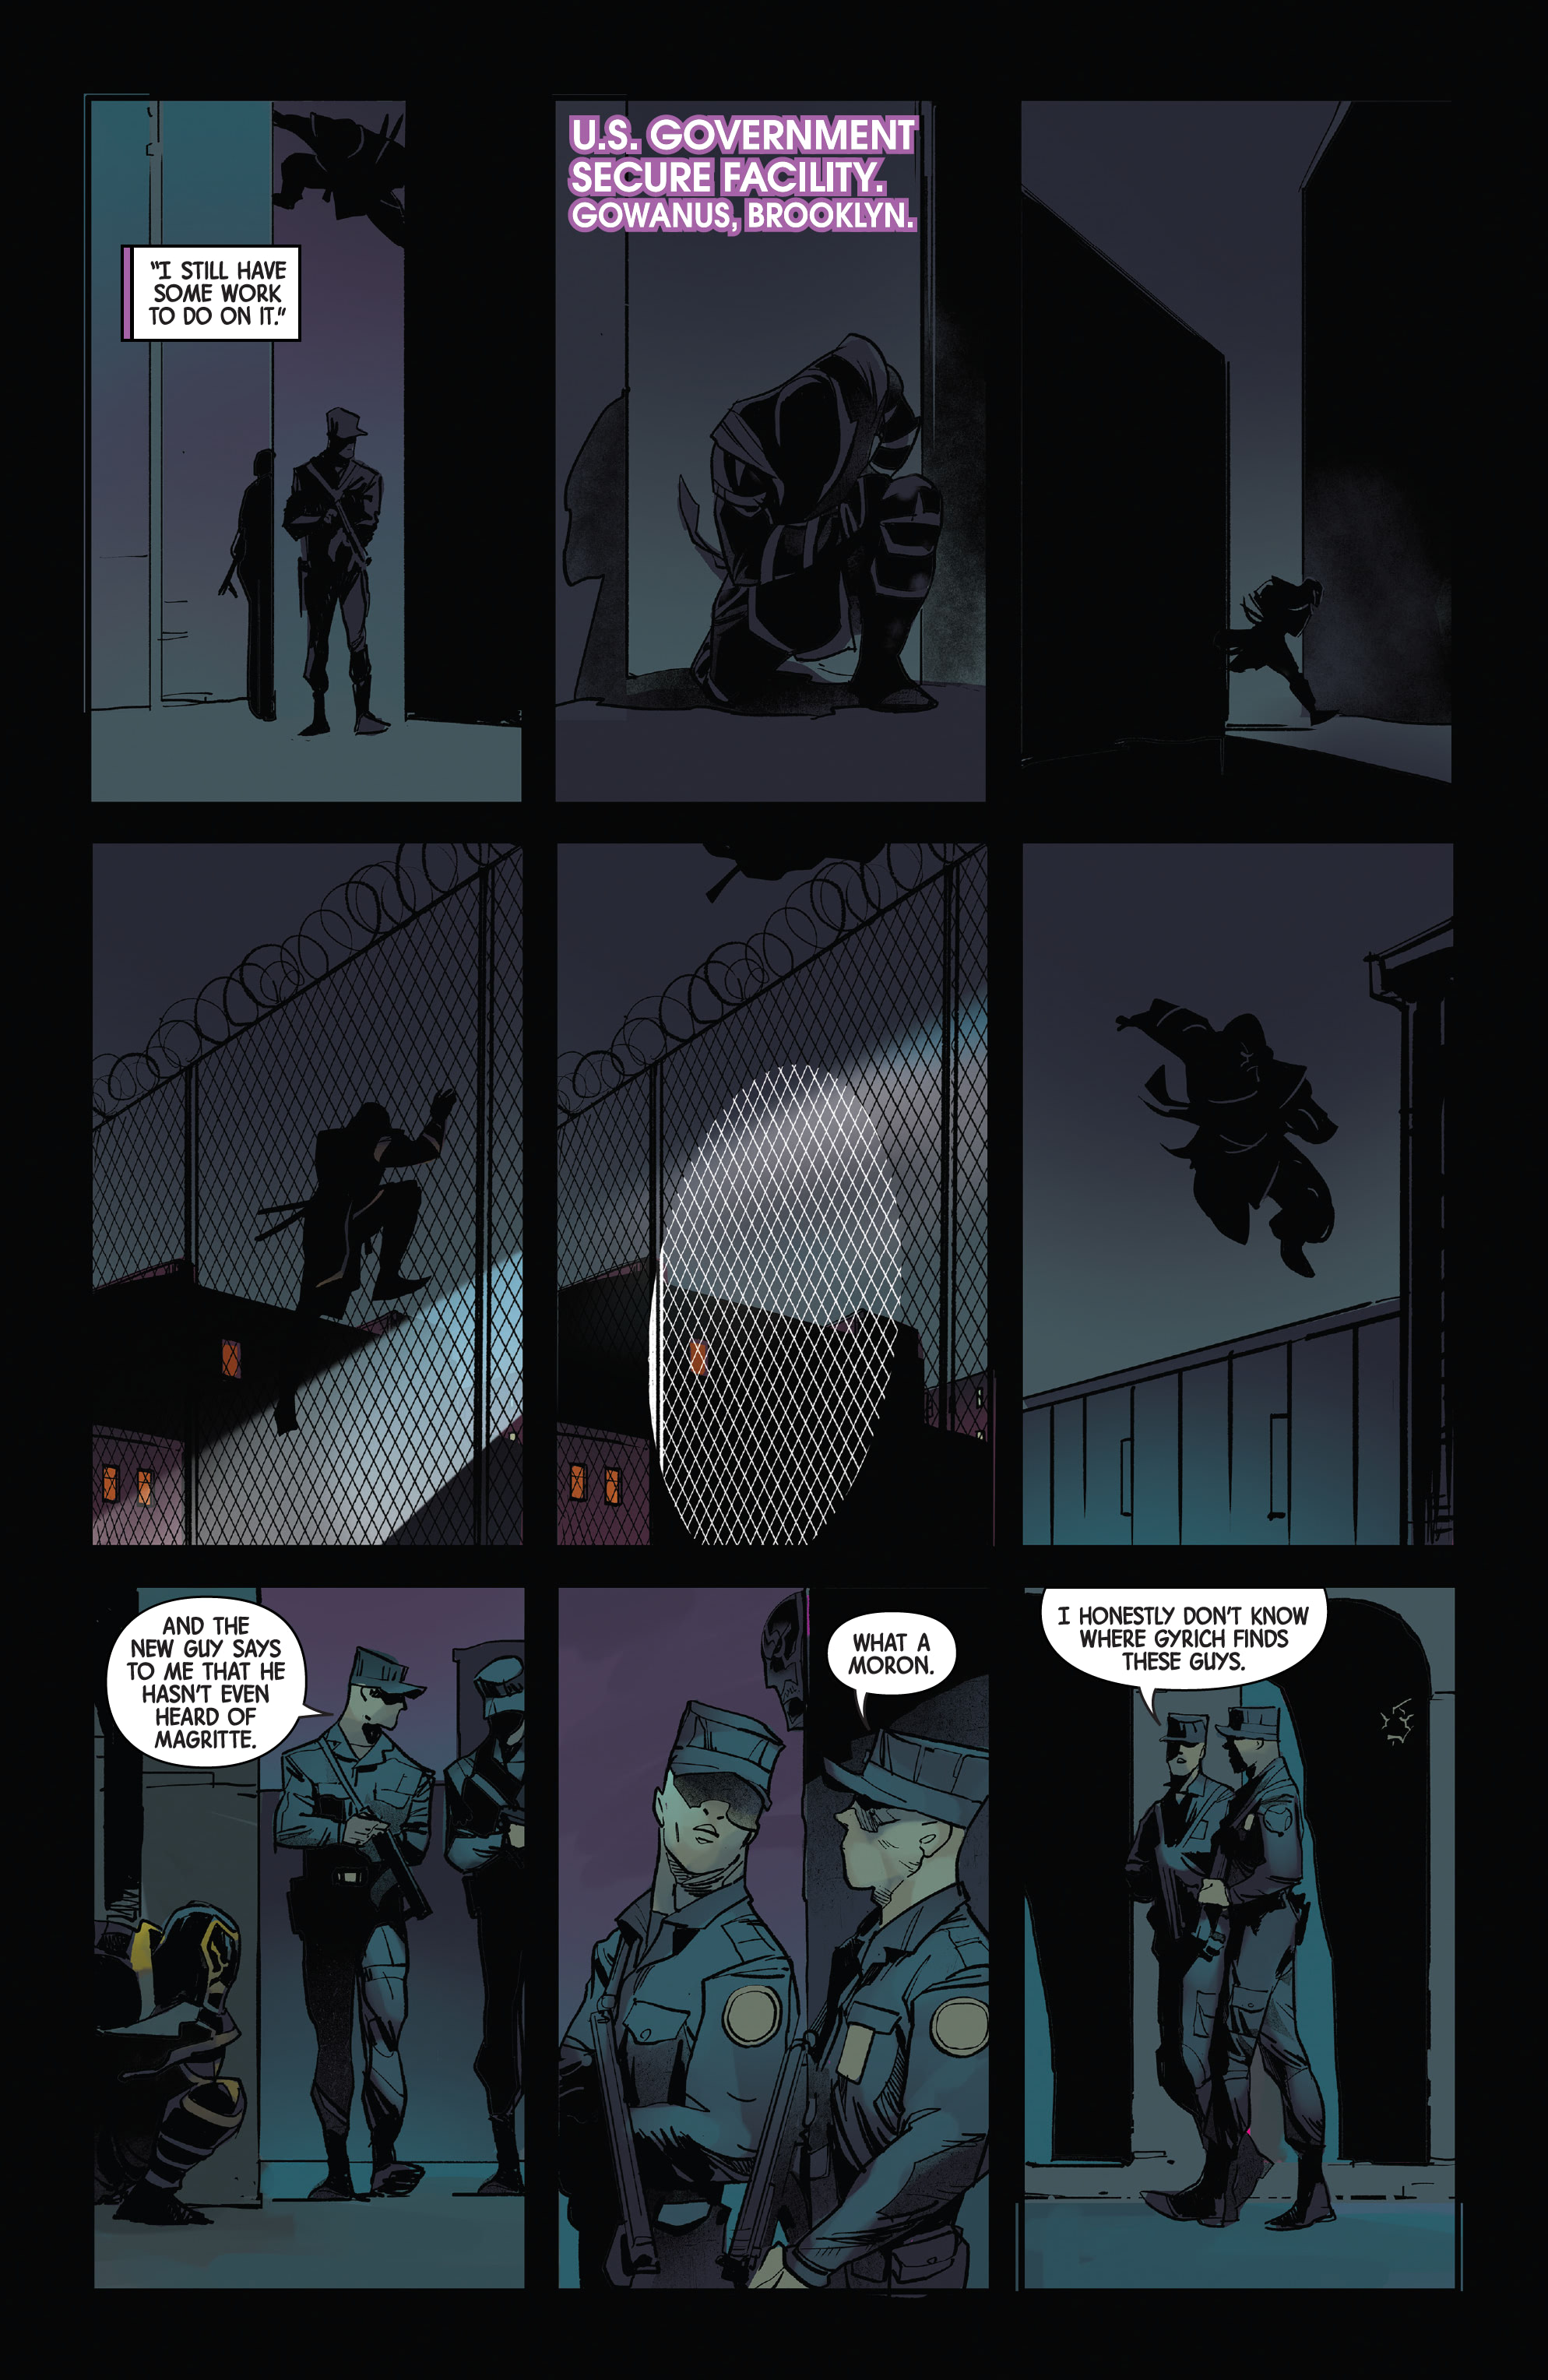 "I STILL HAVE
SOME WORK
TO DO ON IT."
U.S. GOVERNMENT
SECURE FACILITY.
GOWANUS, BROOKLYN.
AND THE
NEW GUY SAYS
TO ME THAT HE
HASN'T EVEN
HEARD OF
MAGRITTE.
WHAT A
MORON.
I HONESTLY DON'T KNOW
WHERE GYRICH FINDS
THESE GUYS.